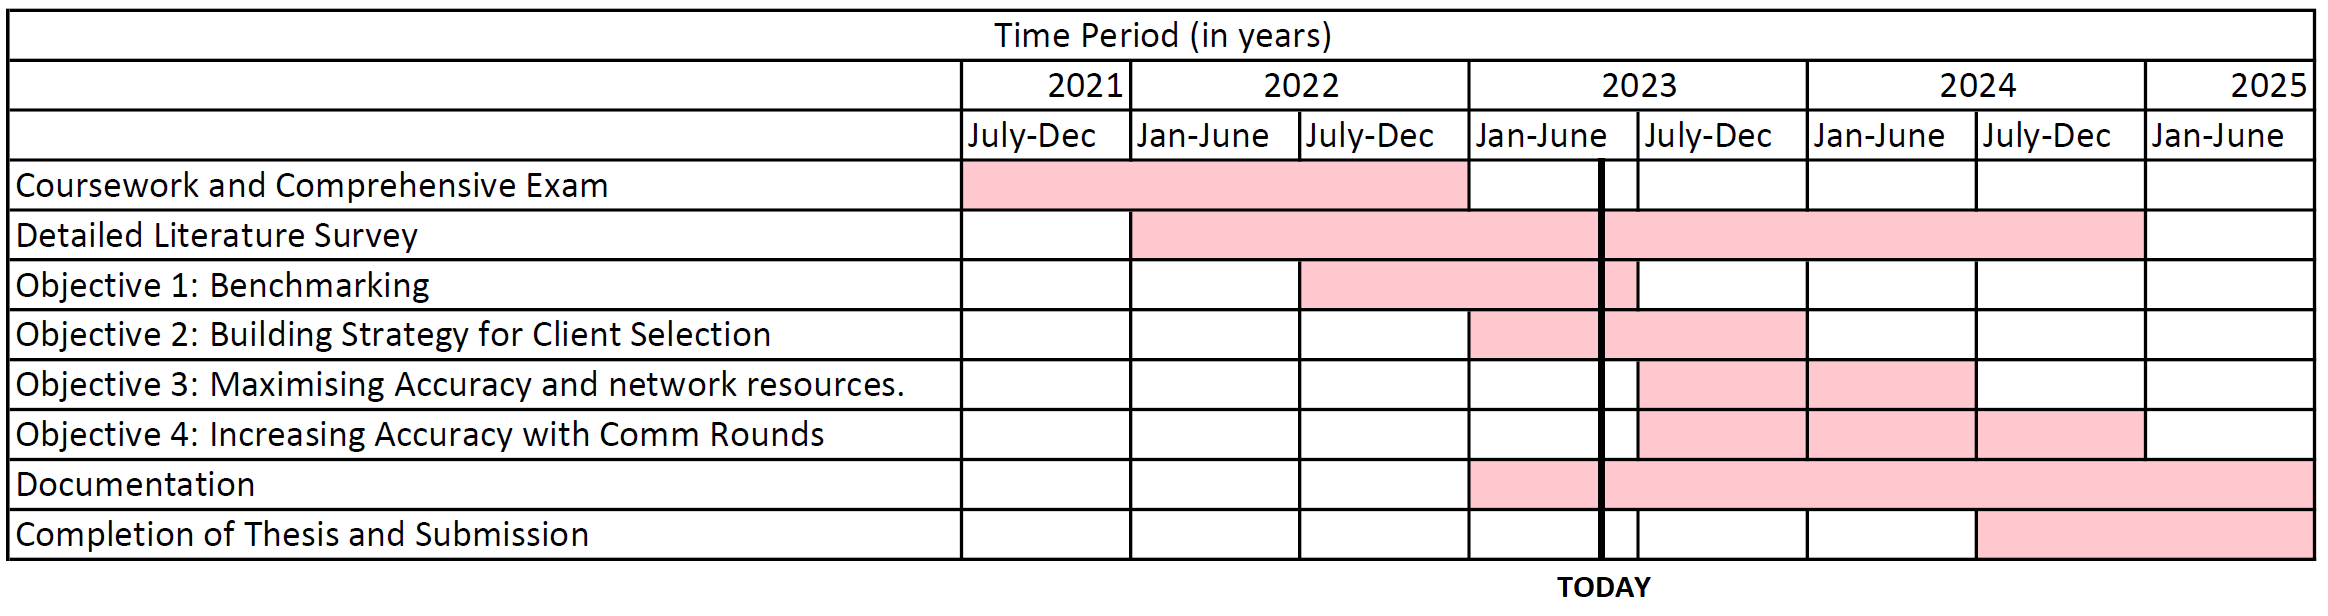 Time Period (in years)
2021 2022 2023 2024 2025
July-Dec Jan-June July-Dec Jan-June July-Dec Jan-June July-Dec Jan-June
Coursework and Comprehensive Exam
Detailed Literature Survey
Objective 1: Benchmarking
Objective 2: Building Strategy for Client Selection
Objective 3: Maximising Accuracy and network resources.
Objective 4: Increasing Accuracy with Comm Rounds
Documentation
Completion of Thesis and Submission
TODAY